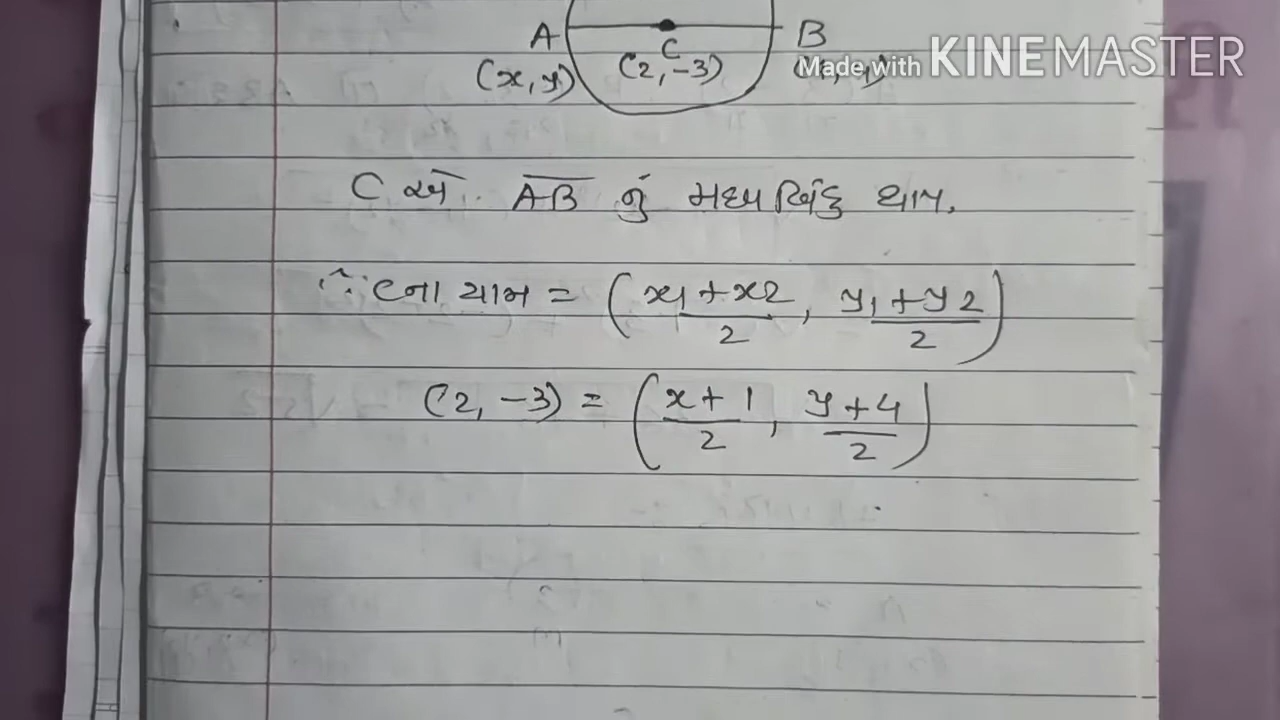 A B
C
(x, y) (2, -3)
Made with KINEMASTER
C એ AB નું મધ્યબિંદુ થાય.
∴ C ના યામ = (x1 + x2 / 2, y1 + y2 / 2)
(2, -3) = (x + 1 / 2, y + 4 / 2)